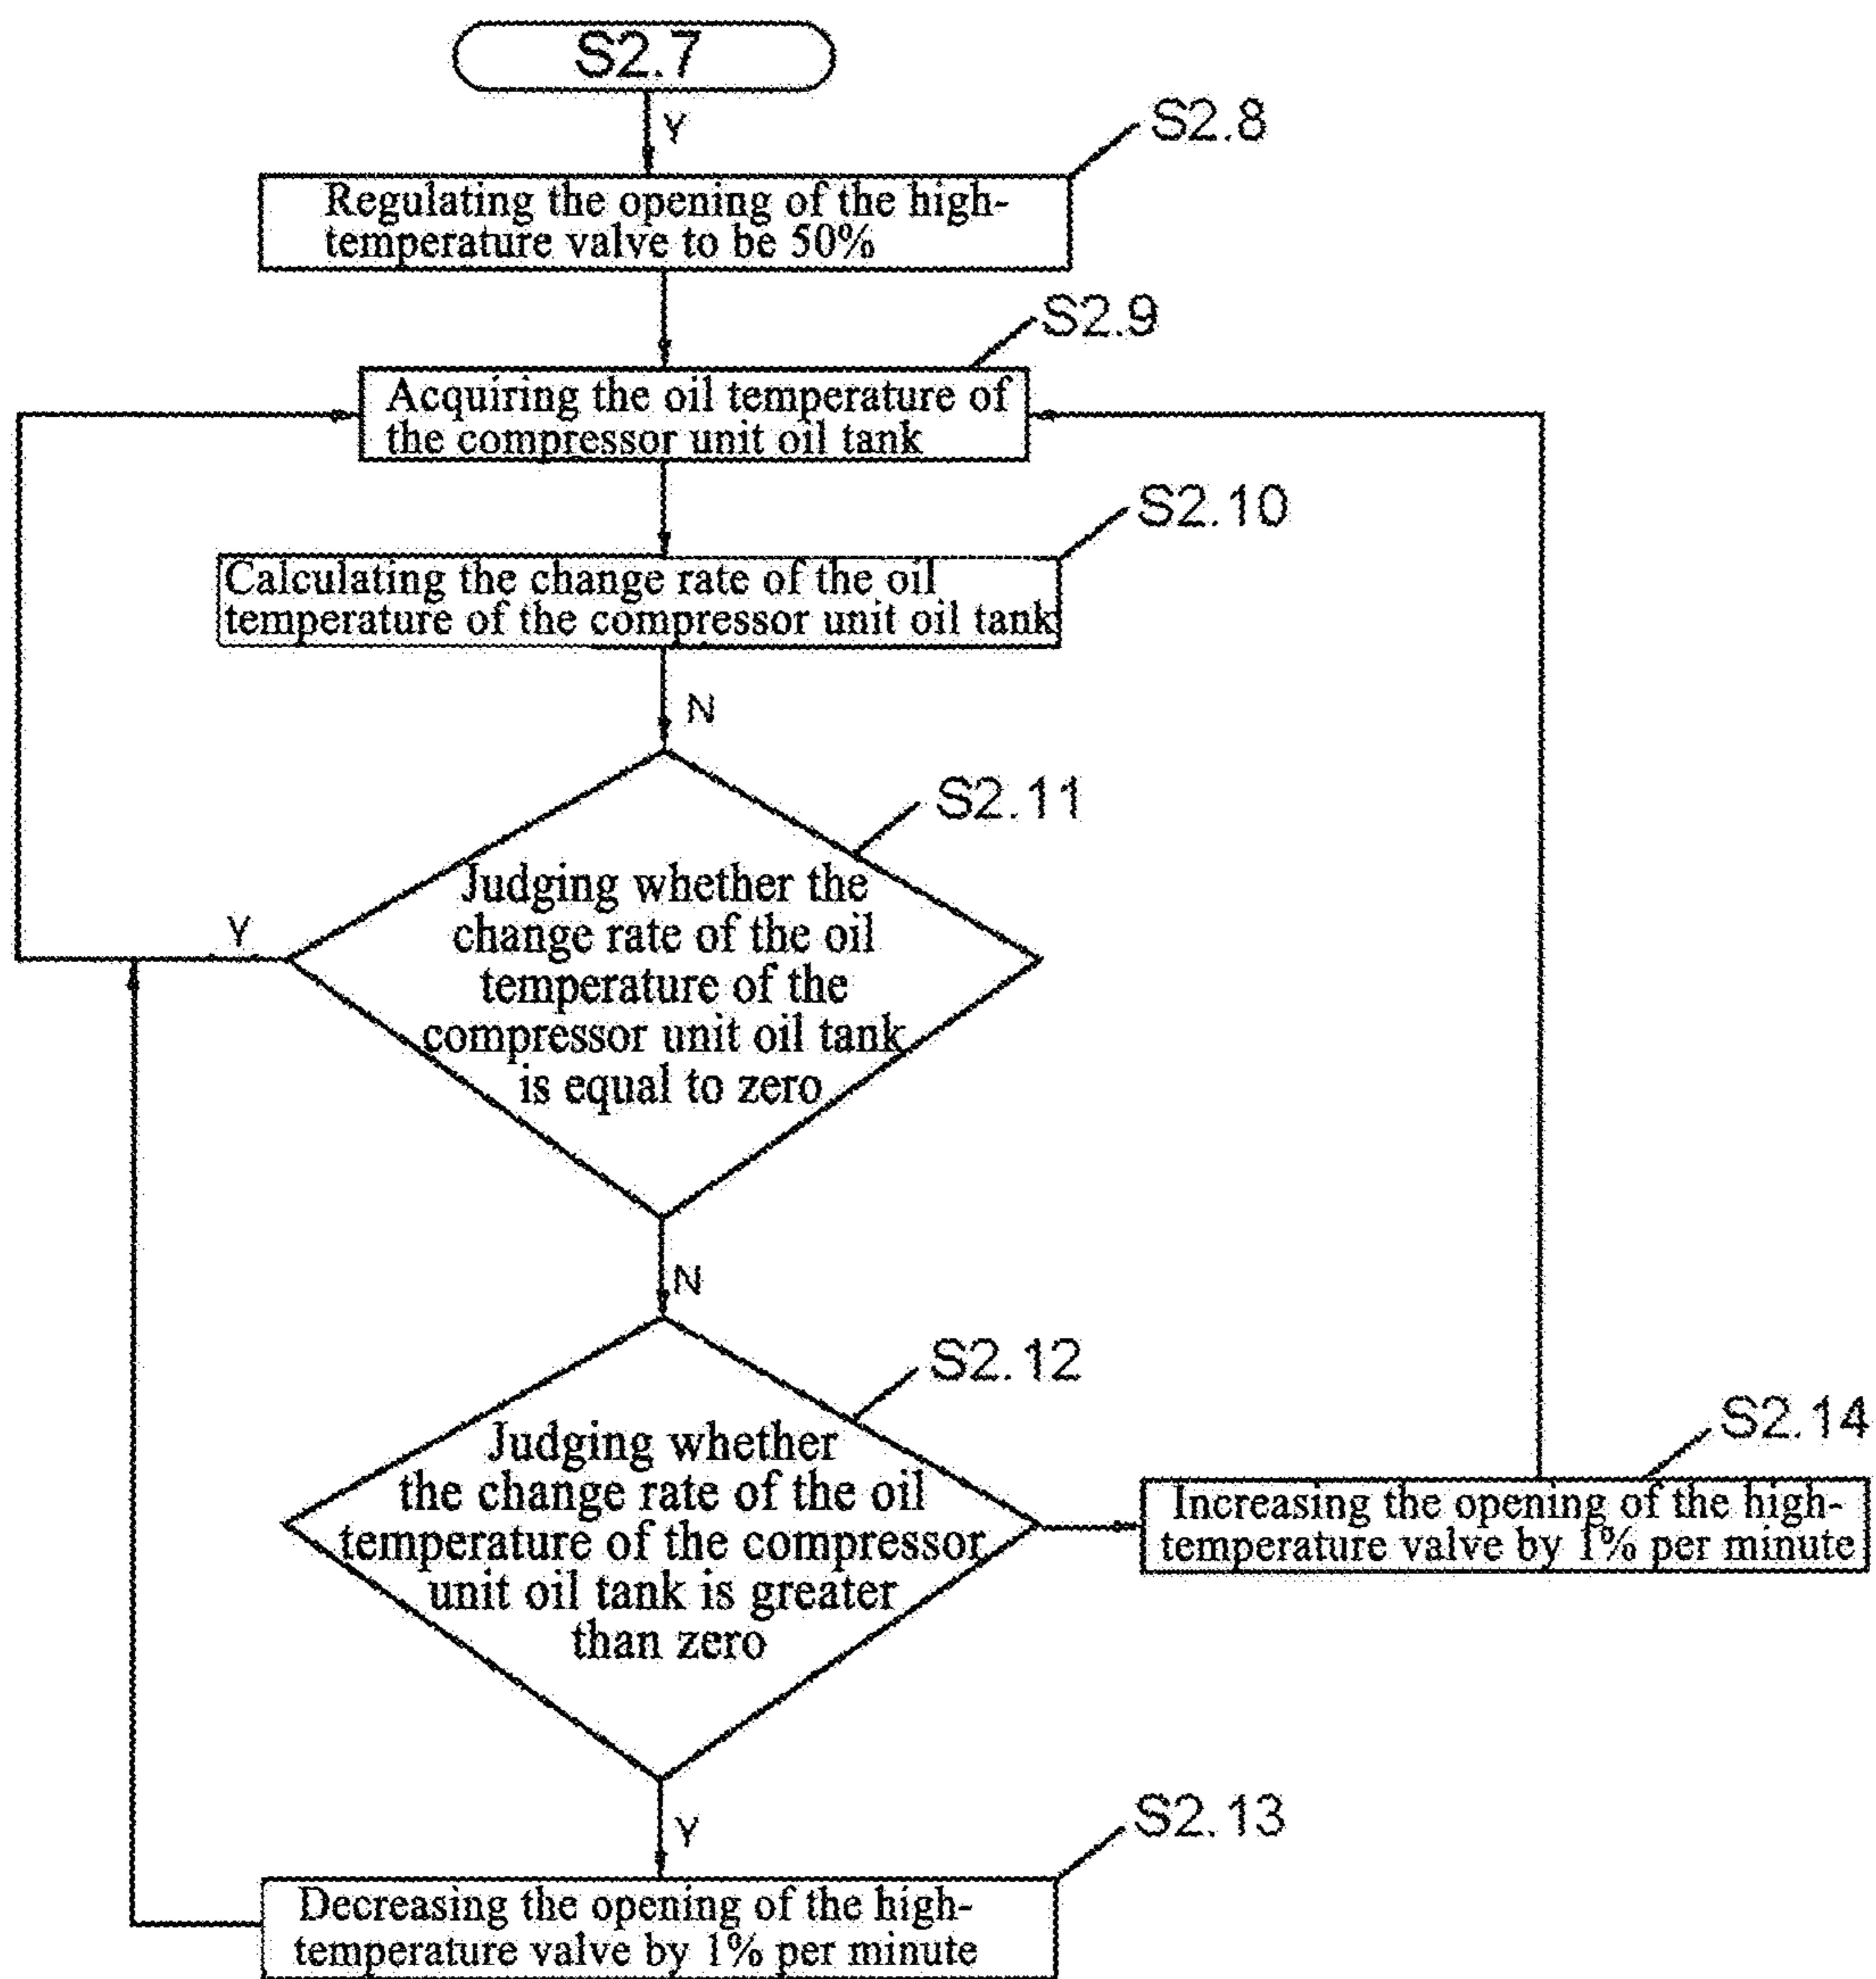 S2.7
Y
S2.8
Regulating the opening of the high-
temperature valve to be 50%
S2.9
Acquiring the oil temperature of
the compressor unit oil tank
S2.10
Calculating the change rate of the oil
temperature of the compressor unit oil tank
N
S2.11
Judging whether the
change rate of the oil
temperature of the
compressor unit oil tank
is equal to zero
Y
N
S2.12
Judging whether
the change rate of the oil
temperature of the compressor
unit oil tank is greater
than zero
S2.14
Increasing the opening of the high-
temperature valve by 1% per minute
Y
S2.13
Decreasing the opening of the high-
temperature valve by 1% per minute